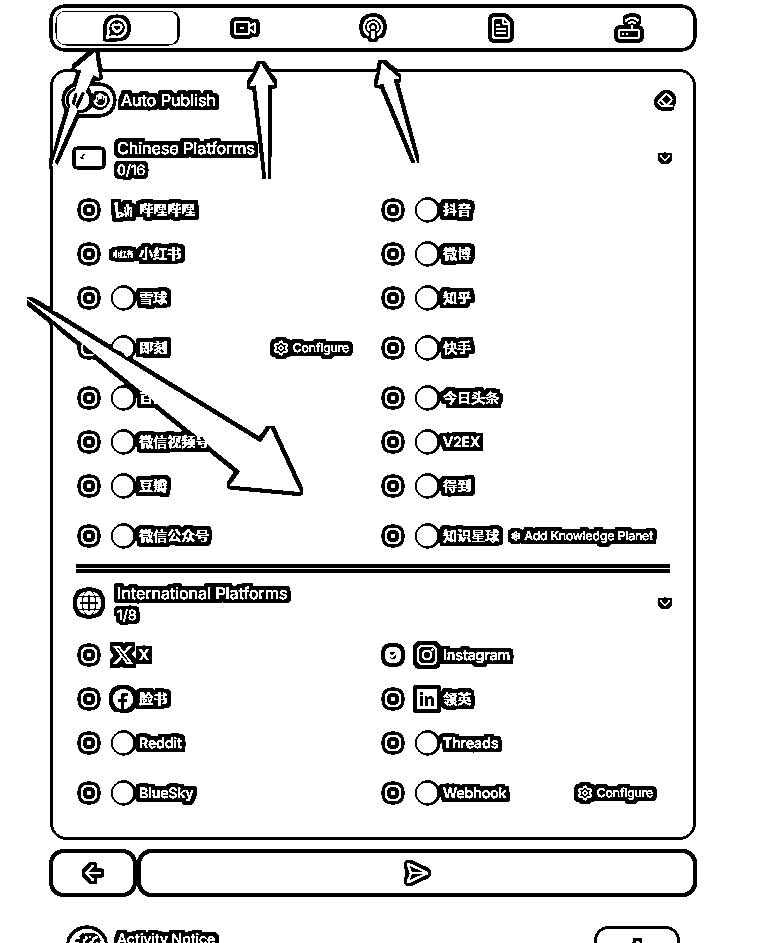 Auto Publish
Chinese Platforms
0/16
哔哩哔哩
抖音
小红书
微博
雪球
知乎
即刻
Configure
快手
今日头条
微信视频号
V2EX
豆瓣
得到
微信公众号
知识星球
Add Knowledge Planet
International Platforms
1/8
X
Instagram
脸书
in
领英
Reddit
Threads
BlueSky
Webhook
Configure
Activity Notice